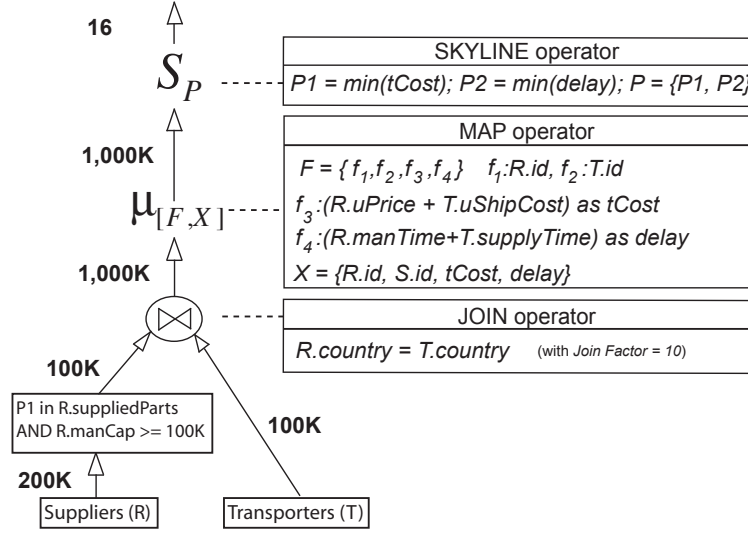 16
S_P
SKYLINE operator
P1 = min(tCost); P2 = min(delay); P = {P1, P2}
1,000K
MAP operator
F = { f_1,f_2,f_3,f_4} f_1:R.id, f_2:T.id
μ_[F,X]
f_3:(R.uPrice + T.uShipCost) as tCost
f_4:(R.manTime+T.supplyTime) as delay
X = {R.id, S.id, tCost, delay}
1,000K
⋈
JOIN operator
R.country = T.country (with Join Factor = 10)
100K
P1 in R.suppliedParts
AND R.manCap >= 100K
100K
200K
Suppliers (R)
Transporters (T)